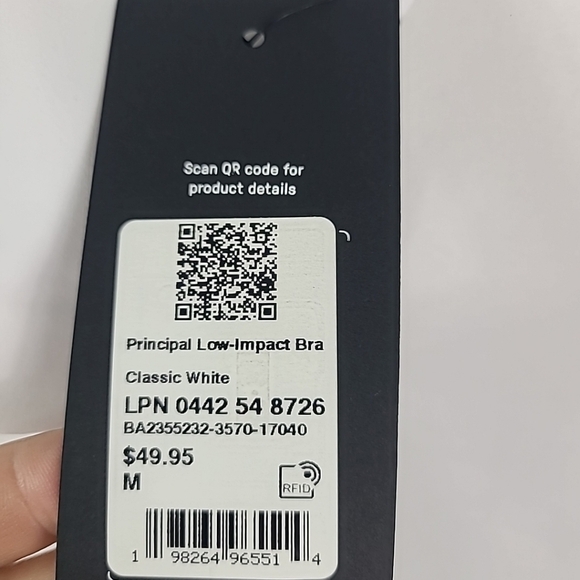 Scan QR code for
product details
Principal Low-Impact Bra
Classic White
LPN 0442 54 8726
BA2355232-3570-17040
$49.95
M
RFID
1 98264 96551 4